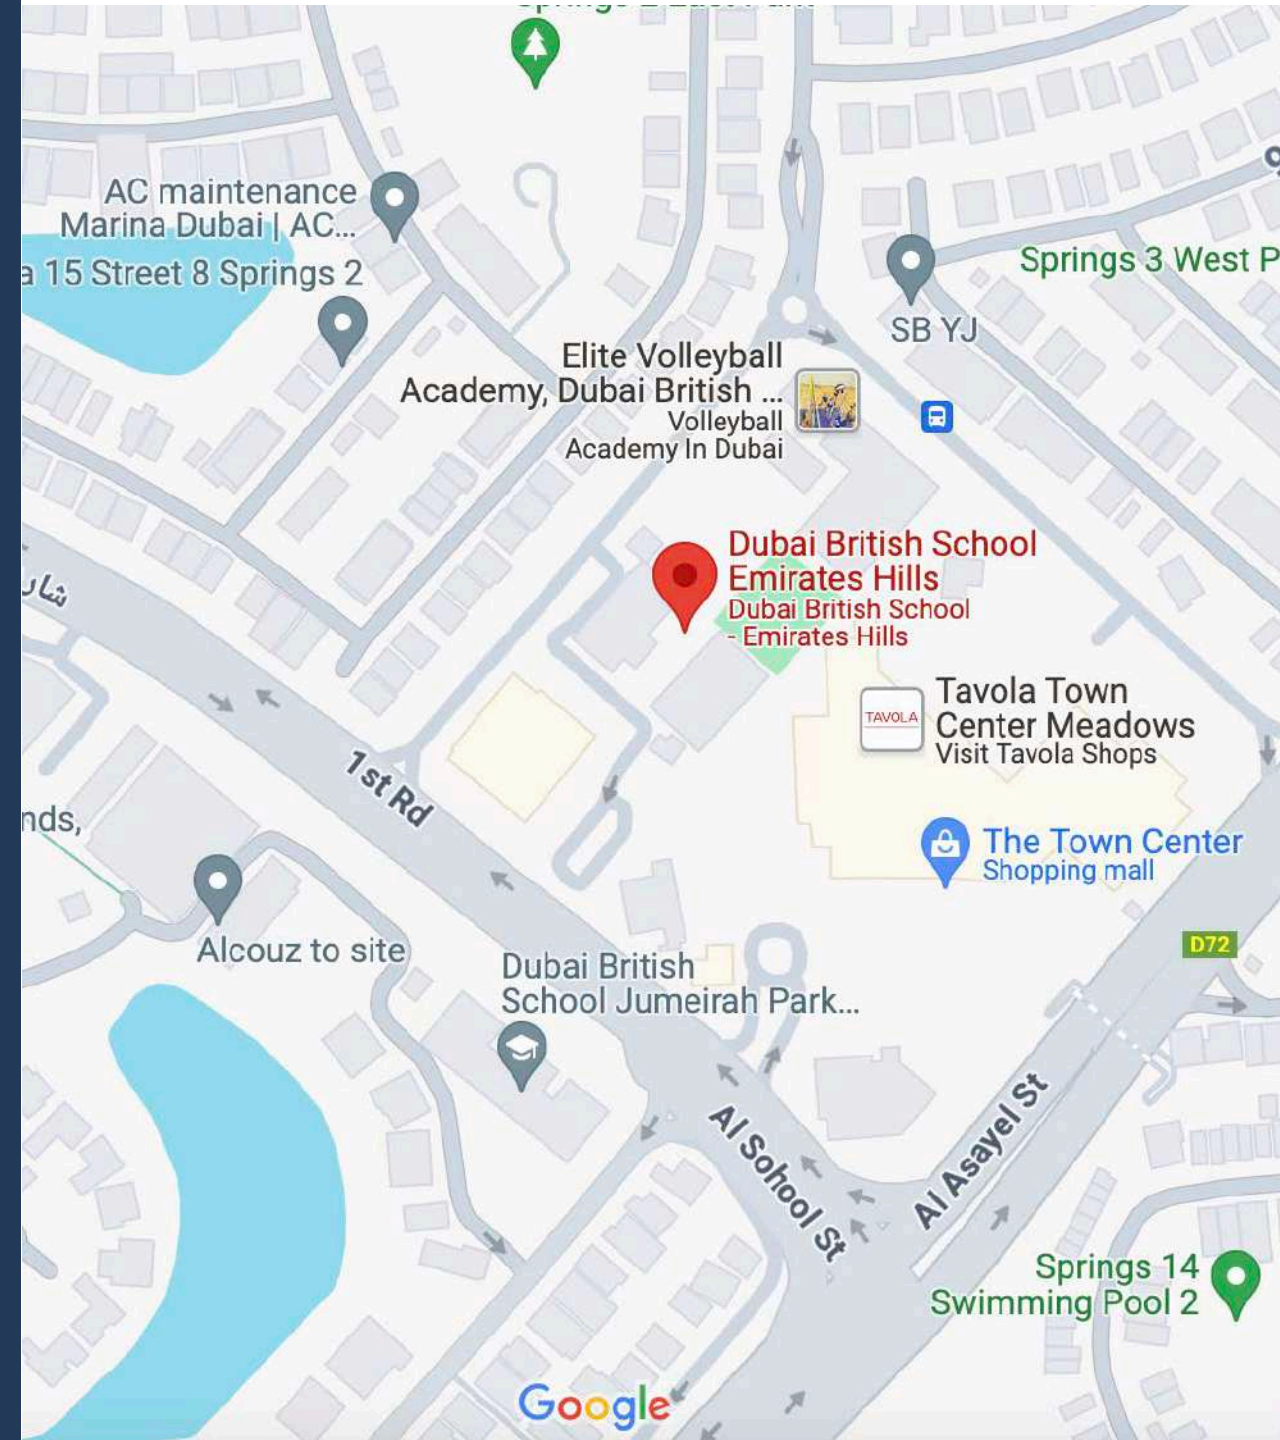 AC maintenance
Marina Dubai | AC...
15 Street 8 Springs 2
Springs 3 West P
SB YJ
Elite Volleyball
Academy, Dubai British ...
Volleyball
Academy In Dubai
Dubai British School
Emirates Hills
Dubai British School
- Emirates Hills
Tavola Town
Center Meadows
Visit Tavola Shops
TAVOLA
1st Rd
nds,
The Town Center
Shopping mall
Alcouz to site
D72
Dubai British
School Jumeirah Park...
Al Sohool St
Al Asayel St
Springs 14
Swimming Pool 2
Google